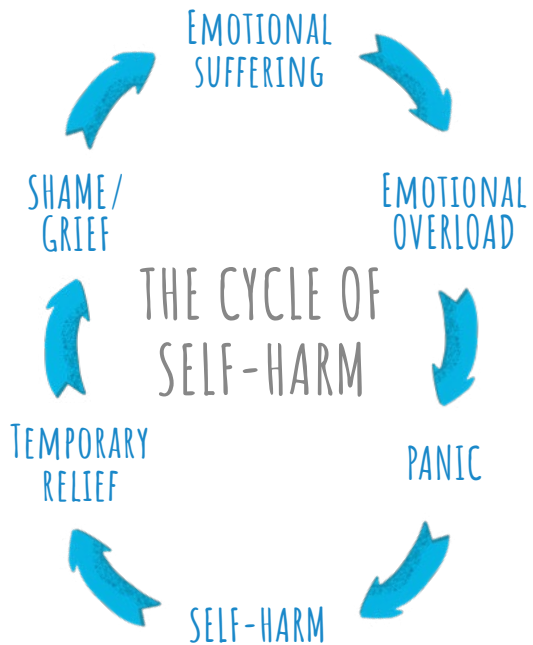 THE CYCLE OF
SELF-HARM
EMOTIONAL
SUFFERING
EMOTIONAL
OVERLOAD
PANIC
SELF-HARM
TEMPORARY
RELIEF
SHAME/
GRIEF